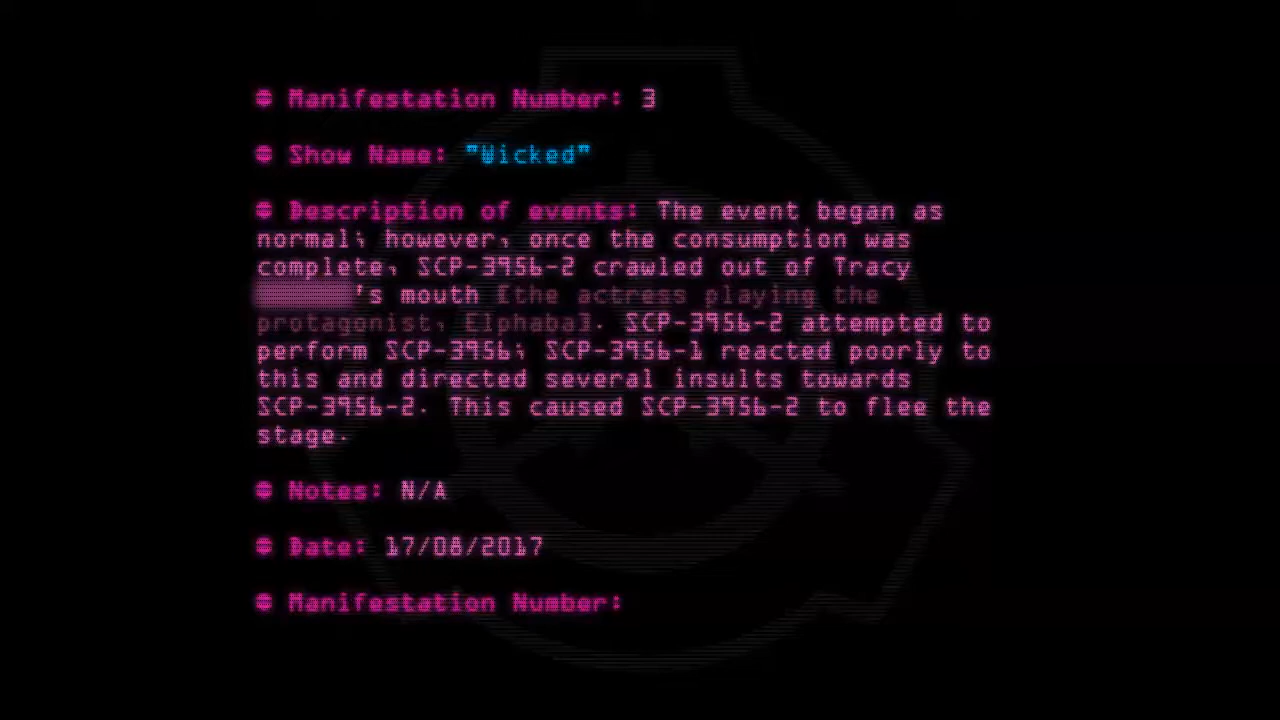 ● Manifestation Number: 3
● Show Name: "Wicked"
● Description of events: The event began as
normal; however, once the consumption was
complete, SCP-3956-2 crawled out of Tracy
's mouth [the actress playing the
protagonist, Elphaba]. SCP-3956-2 attempted to
perform SCP-3956; SCP-3956-1 reacted poorly to
this and directed several insults towards
SCP-3956-2. This caused SCP-3956-2 to flee the
stage.
● Notes: N/A
● Date: 17/08/2017
● Manifestation Number: